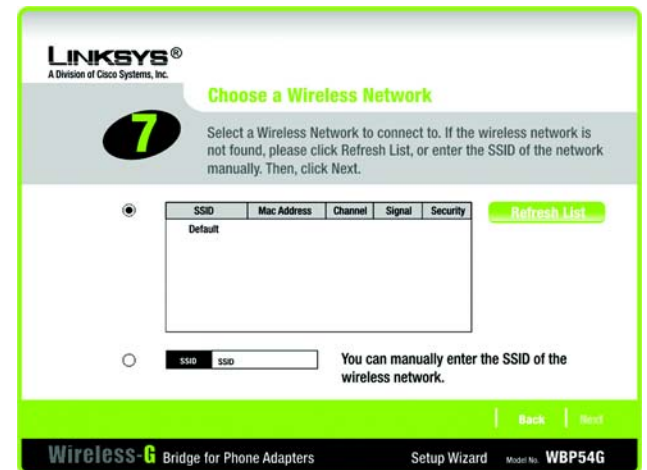 LINKSYS®
A Division of Cisco Systems, Inc.
Choose a Wireless Network
7
Select a Wireless Network to connect to. If the wireless network is
not found, please click Refresh List, or enter the SSID of the network
manually. Then, click Next.
SSID Mac Address Channel Signal Security
Refresh List
Default
SSID SSID
You can manually enter the SSID of the
wireless network.
Back Next
Wireless-G Bridge for Phone Adapters Setup Wizard Model No. WBP54G